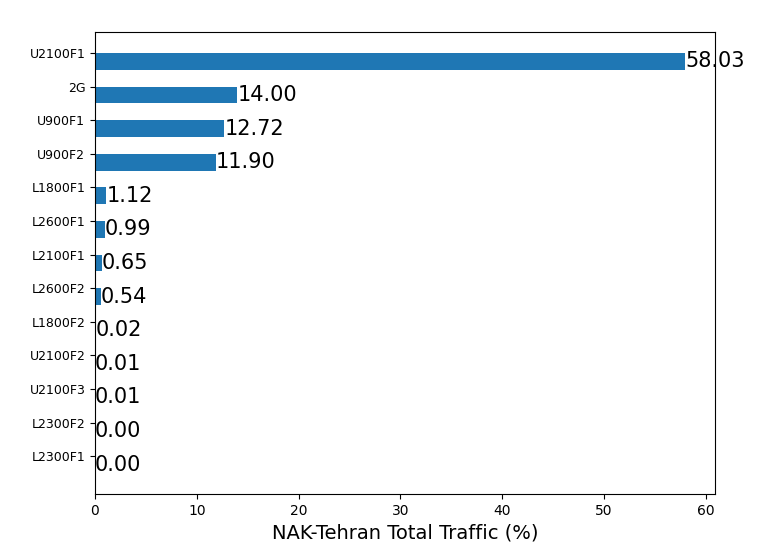 U2100F1 58.03
2G 14.00
U900F1 12.72
U900F2 11.90
L1800F1 1.12
L2600F1 0.99
L2100F1 0.65
L2600F2 0.54
L1800F2 0.02
U2100F2 0.01
U2100F3 0.01
L2300F2 0.00
L2300F1 0.00
0 10 20 30 40 50 60
NAK-Tehran Total Traffic (%)